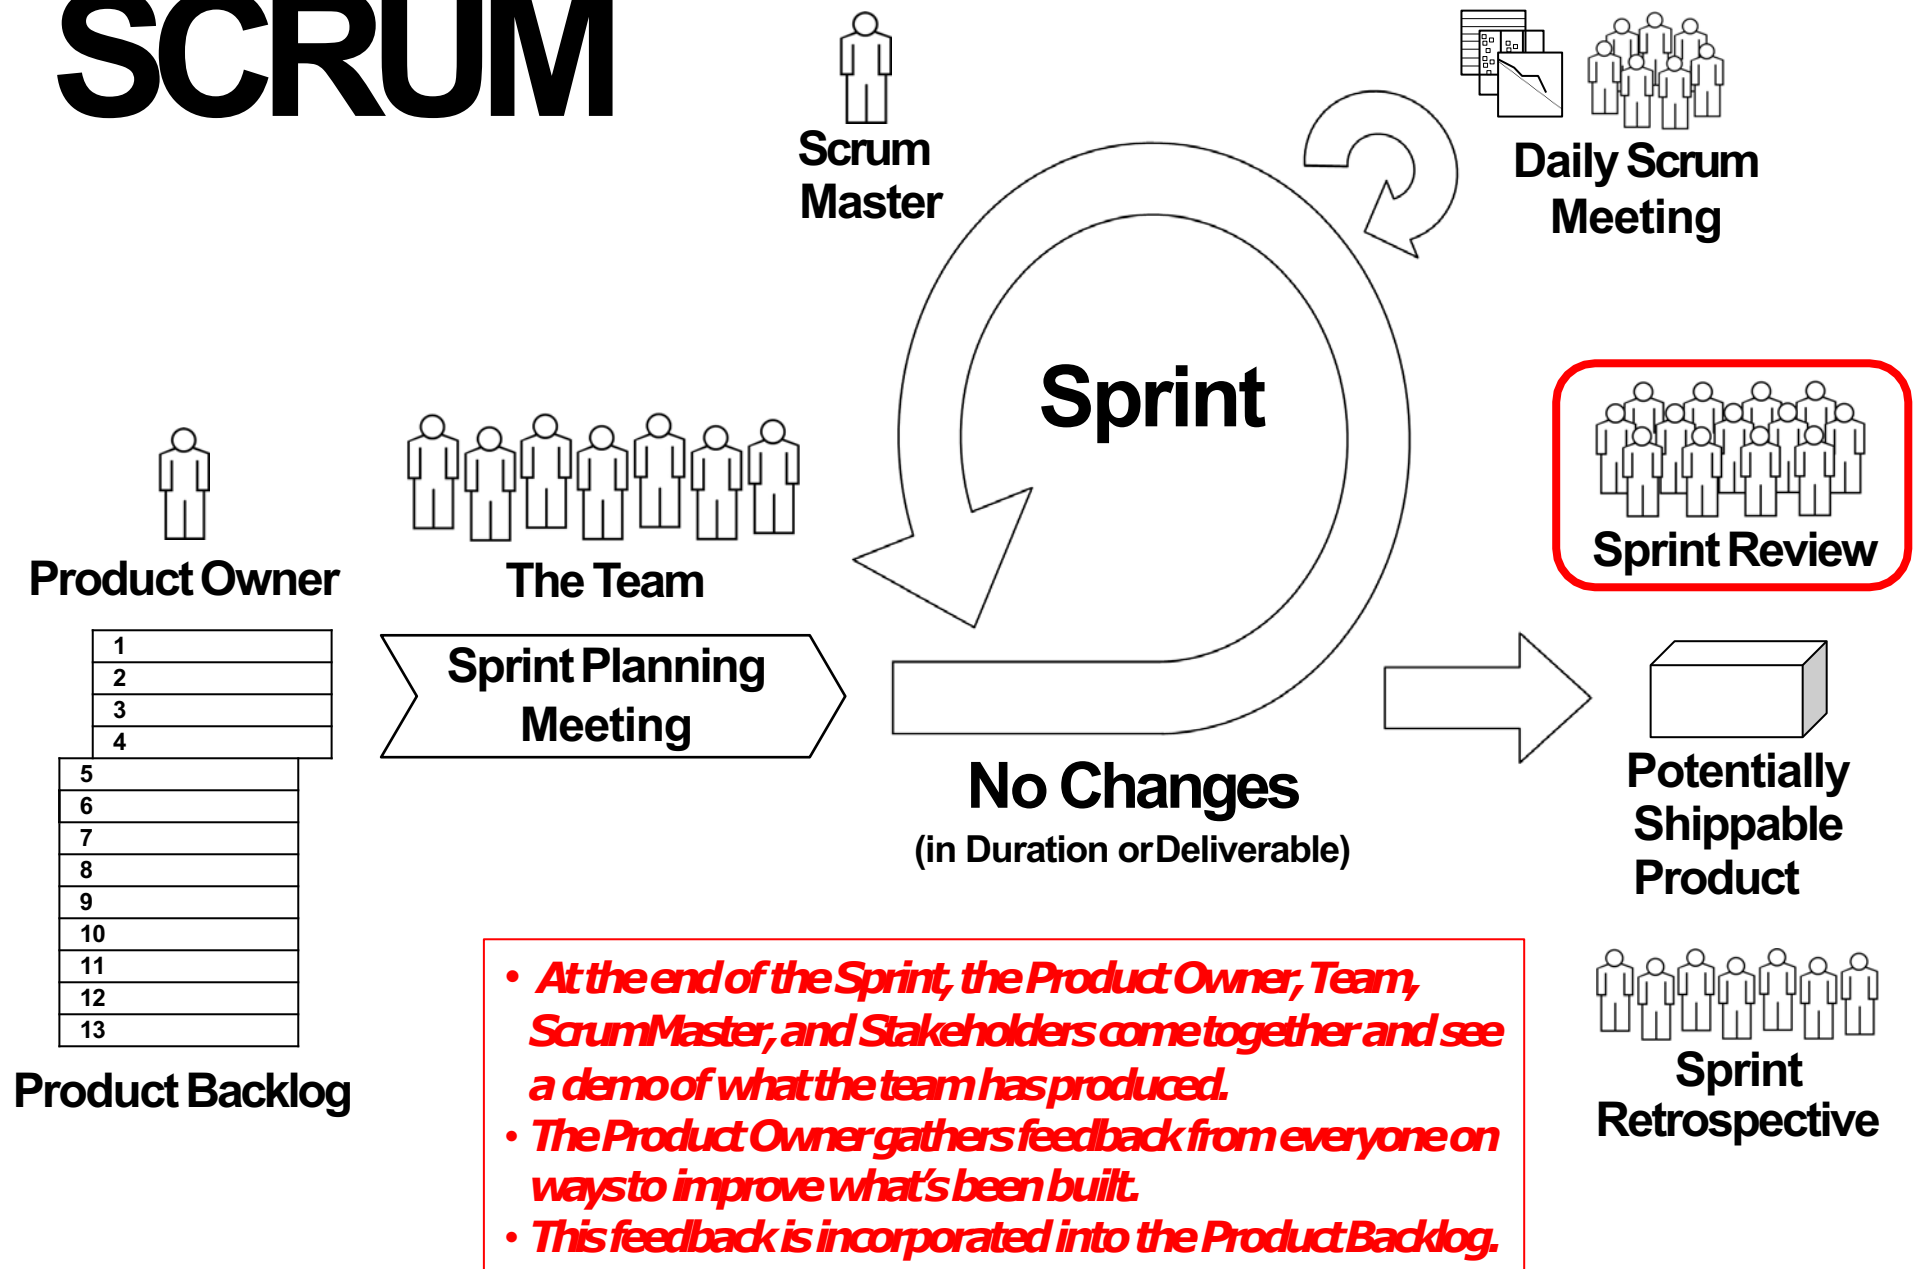 SCRUM
Scrum
Master
Daily Scrum
Meeting
Sprint
Sprint Review
Product Owner
The Team
1
2
3
4
5
6
7
8
9
10
11
12
13
Product Backlog
Sprint Planning
Meeting
No Changes
(in Duration or Deliverable)
Potentially
Shippable
Product
Sprint
Retrospective
• At the end of the Sprint, the Product Owner, Team,
ScrumMaster, and Stakeholders come together and see
a demo of what the team has produced.
• The Product Owner gathers feedback from everyone on
ways to improve what's been built.
• This feedback is incorporated into the Product Backlog.